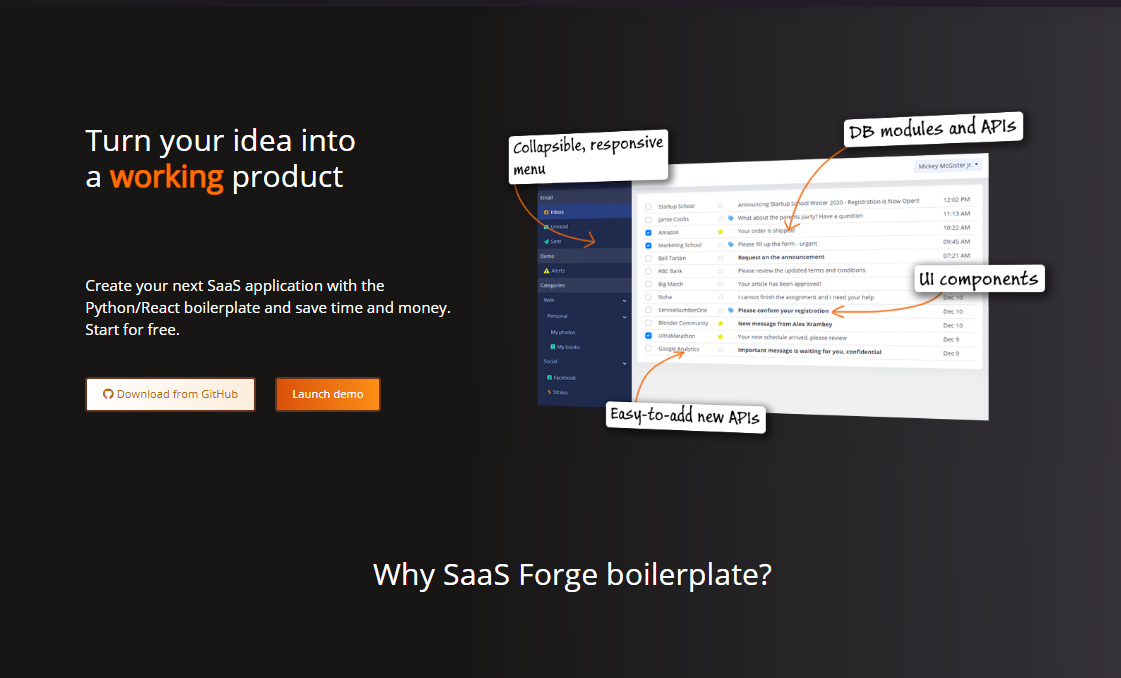 Turn your idea into
a working product
Create your next SaaS application with the
Python/React boilerplate and save time and money.
Start for free.
Download from GitHub
Launch demo
Collapsible, responsive
menu
DB modules and APIs
UI components
Easy-to-add new APIs
Mickey McGister Jr.
Email
Inbox
Unread
Sent
Demo
Alerts
Categories
Web
Personal
My photos
My books
Social
Facebook
Strava
Startup School Announcing Startup School Winter 2020 - Registration is Now Open! 12:02 PM
Jamie Coohs What about the parents party? Have a question 11:13 AM
Amazon Your order is shipped 10:22 AM
Marketing School Please fill up the form - urgent 09:45 AM
Bell Torsen Request on the announcement 07:21 AM
RBC Bank Please review the updated terms and conditions
Big March Your article has been approved!
Noha I cannot finish the assignment and I need your help Dec 10
ServiceNumberOne Please confirm your registration Dec 10
Blender Community New message from Alex Xrambey Dec 10
UltraMarathon Your new schedule arrived, please review Dec 9
Google Analytics Important message is waiting for you, confidential Dec 9
Why SaaS Forge boilerplate?